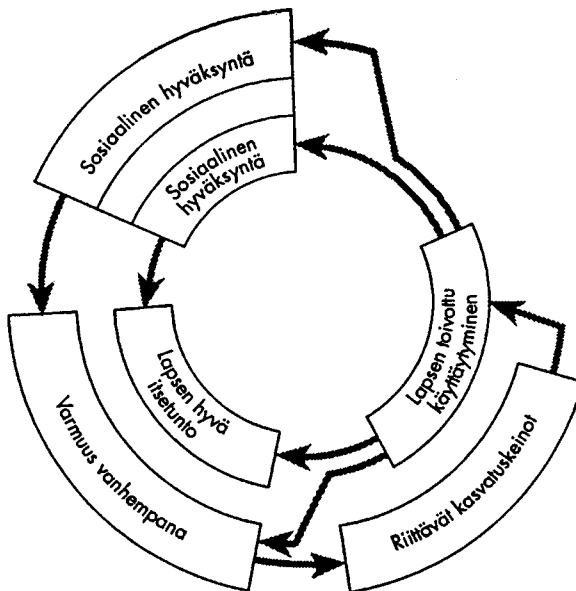 Sosiaalinen hyväksyntä
Sosiaalinen
hyväksyntä
Lapsen toivottu
käyttäytyminen
Lapsen hyvä
itsetunto
Varmuus vanhempana
Riittävät kasvatuskeinot